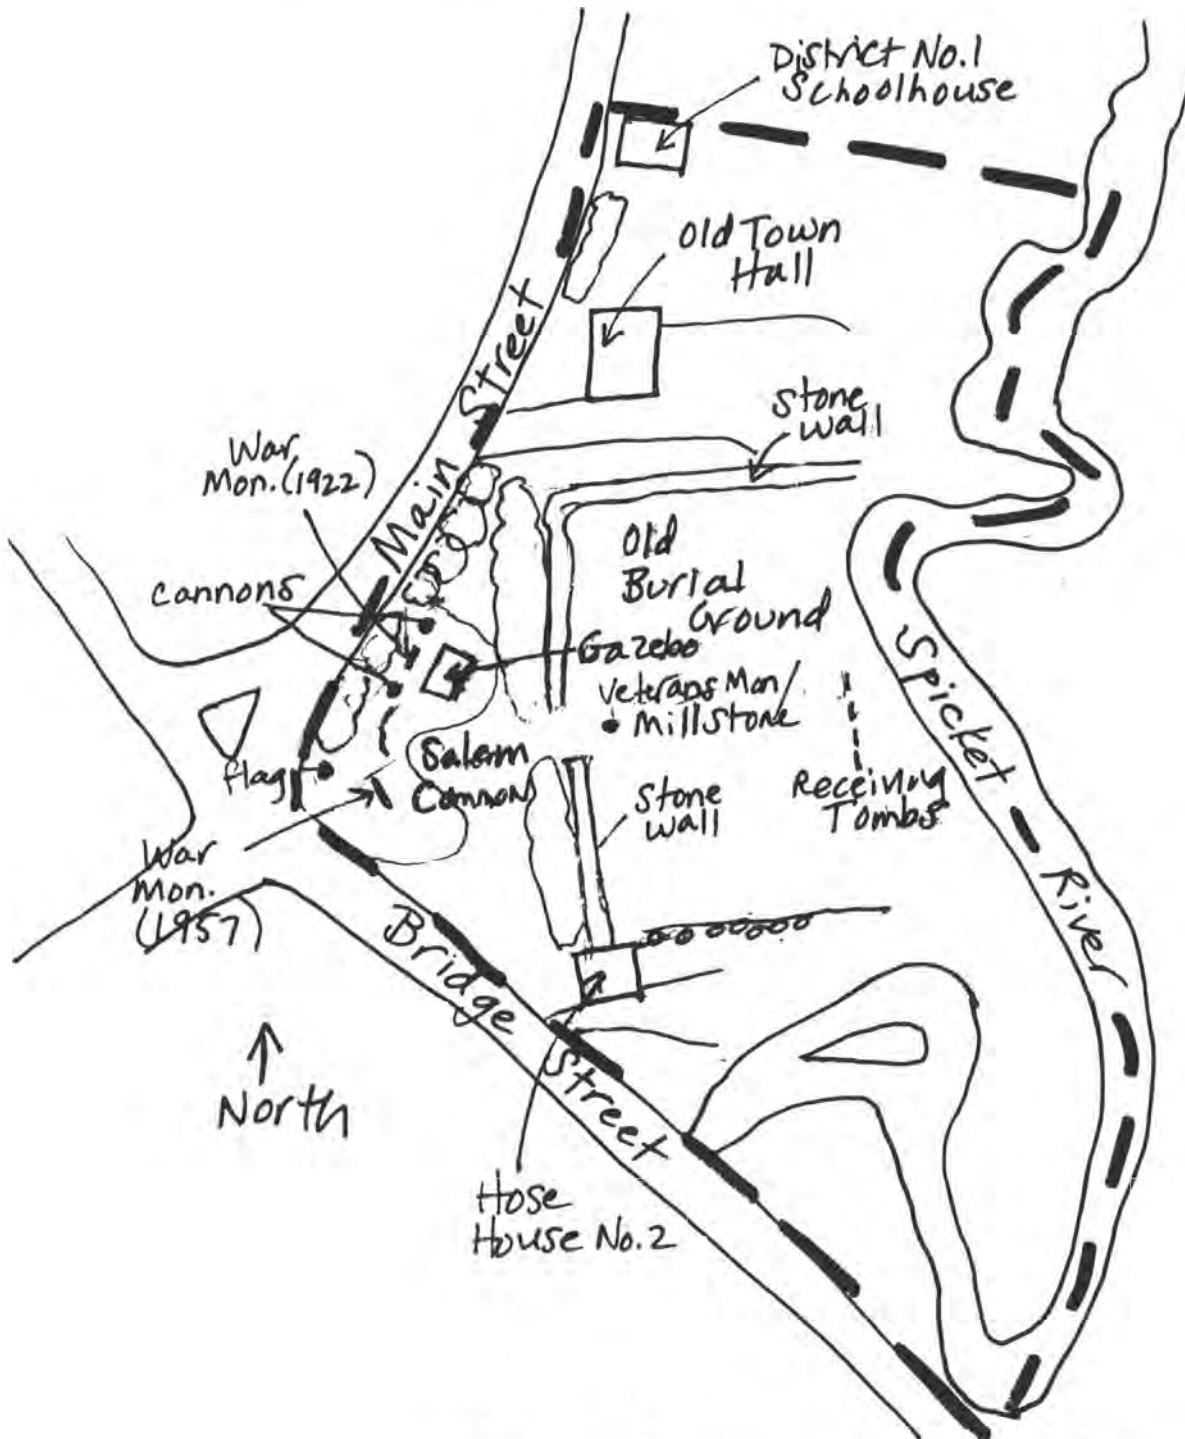 District No.1
Schoolhouse
Old Town
Hall
Main Street
Stone
Wall
War
Mon.(1922)
Cannons
Old
Burial
Ground
Gazebo
Veterans Mon/
Millstone
Salem
Common
flag
Stone
Wall
Receiving
Tombs
Spicket River
War
Mon.
(1957)
Bridge Street
North
Hose
House No.2